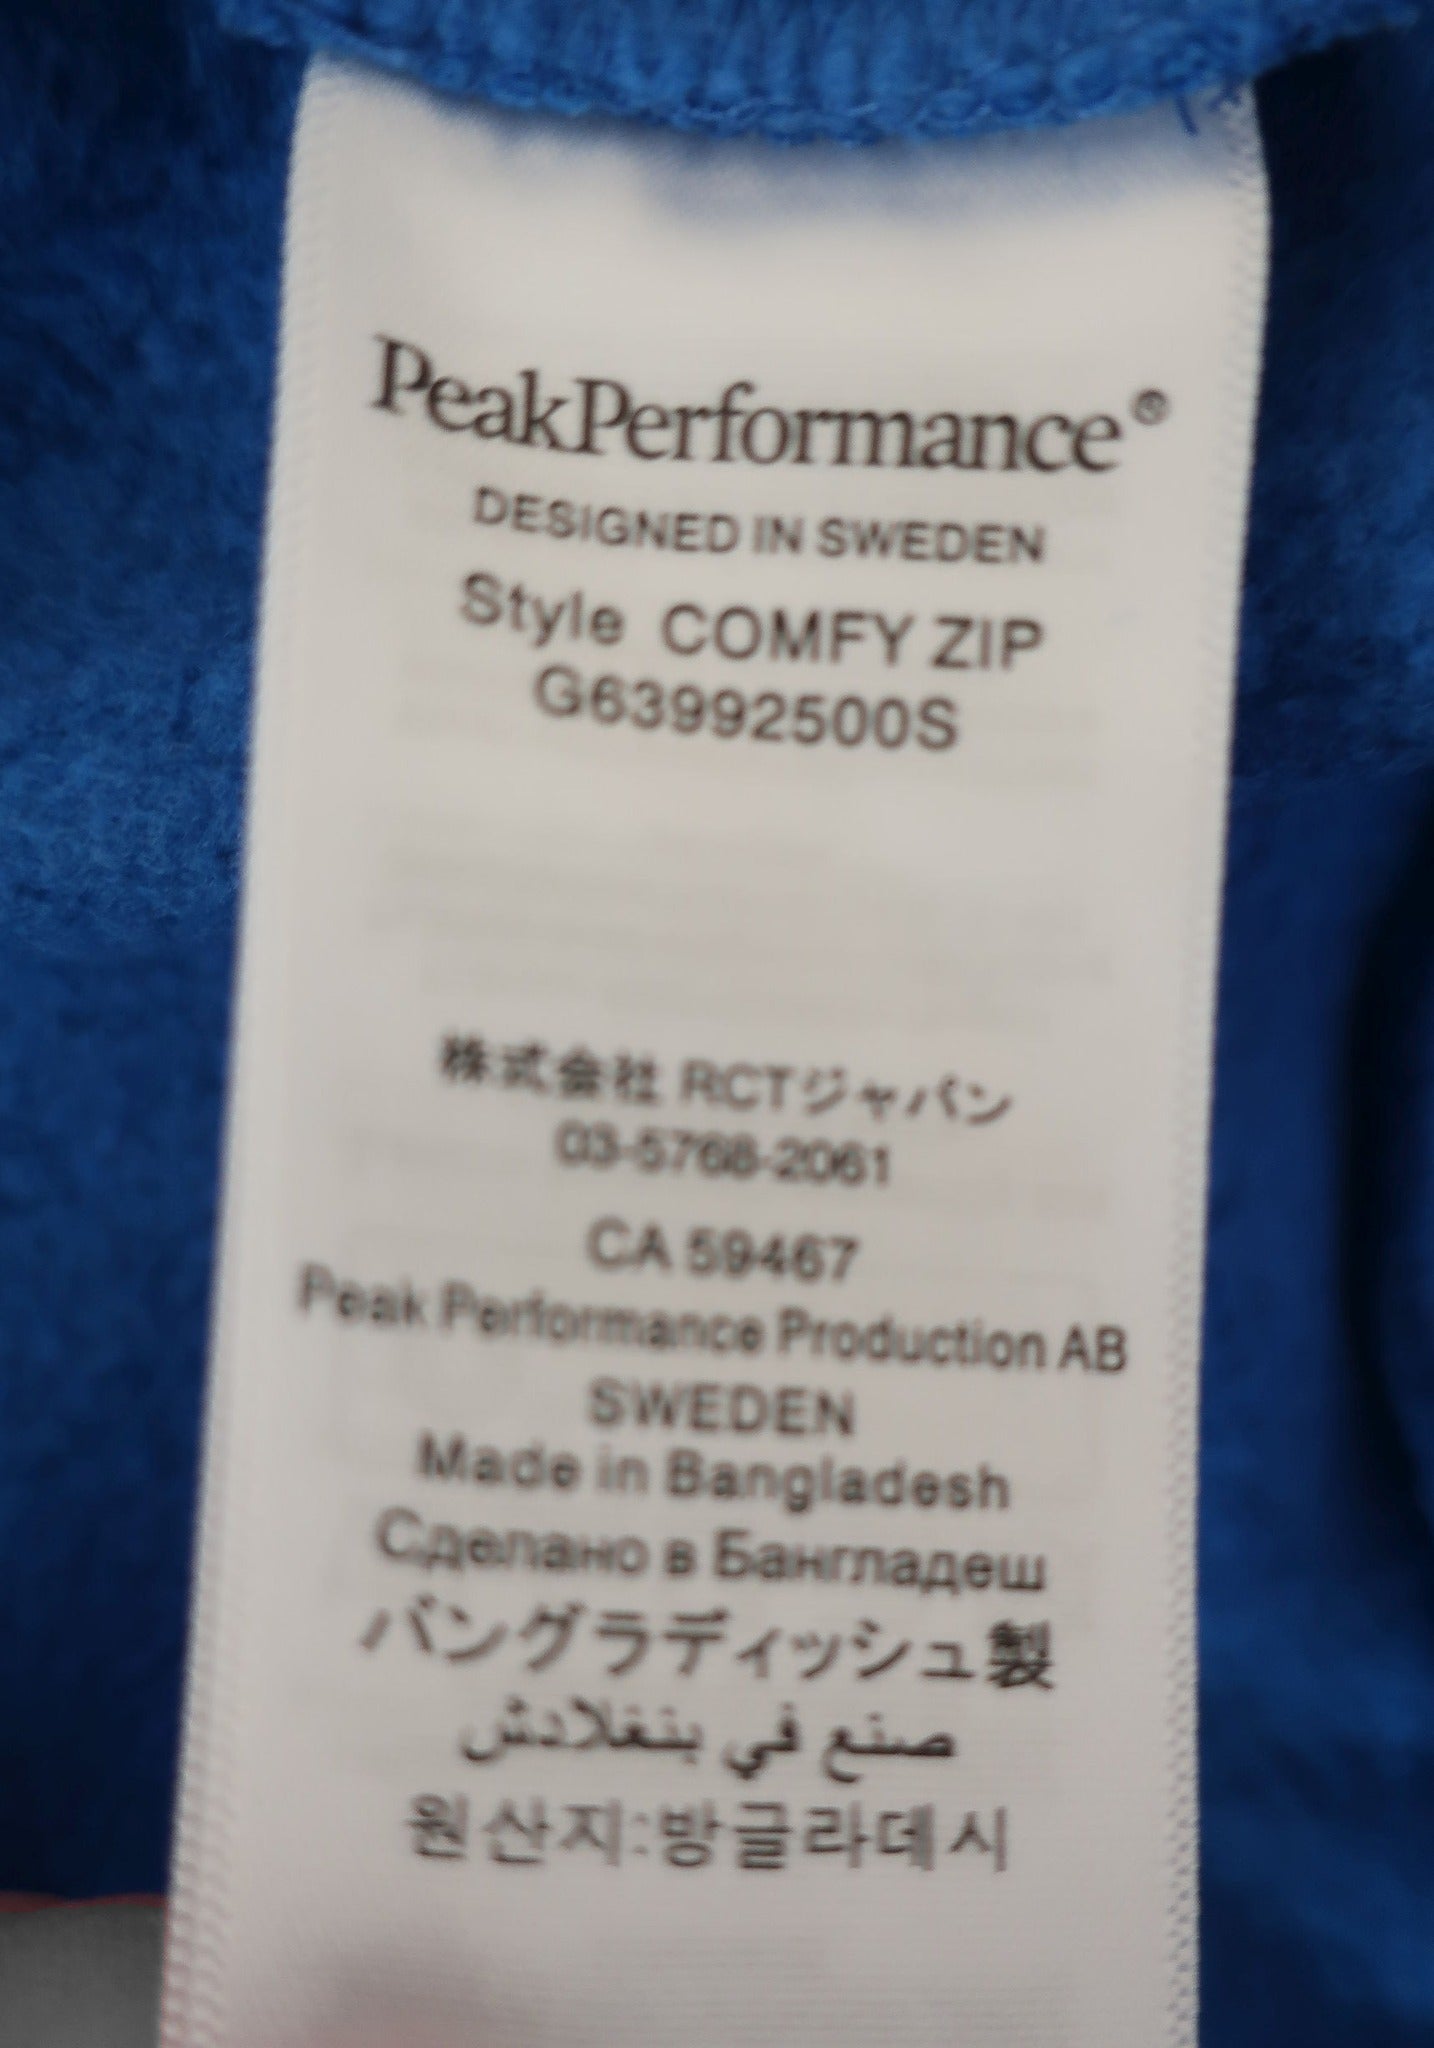 PeakPerformance®
DESIGNED IN SWEDEN
Style COMFY ZIP
G63992500S
株式会社 RCTジャパン
03-5768-2061
CA 59467
Peak Performance Production AB
SWEDEN
Made in Bangladesh
Сделано в Бангладеш
バングラディッシュ製
صنع في بنغلادش
원산지:방글라데시